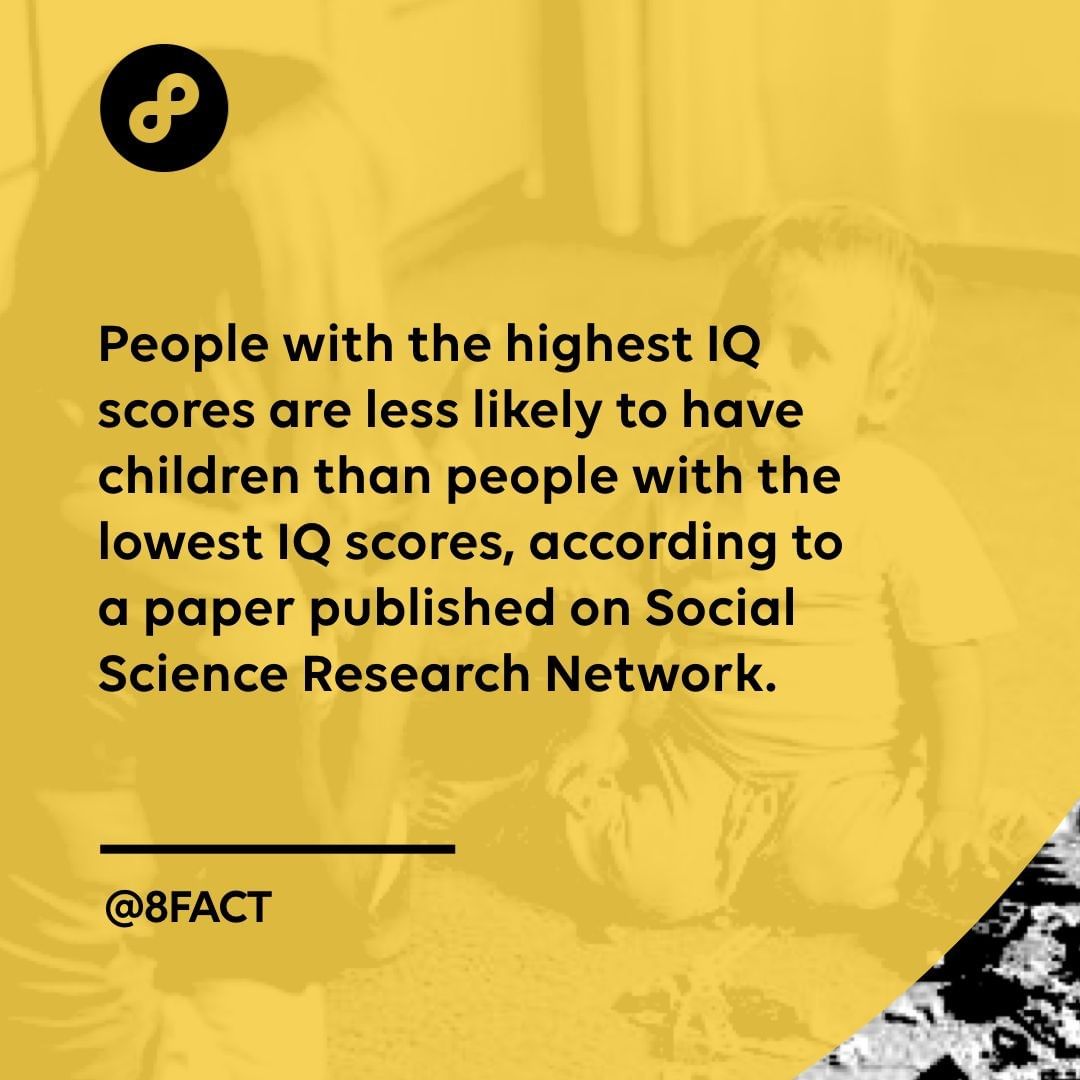 People with the highest IQ
scores are less likely to have
children than people with the
lowest IQ scores, according to
a paper published on Social
Science Research Network.
@8FACT